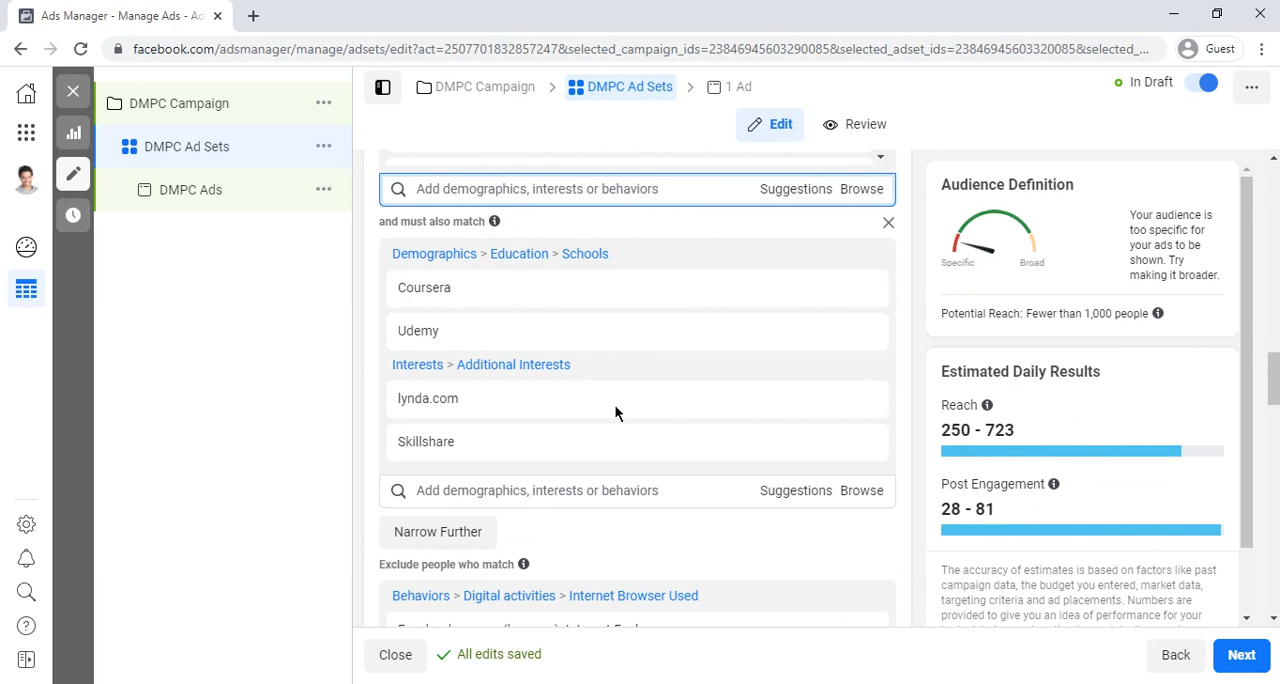 Ads Manager - Manage Ads - Ad
facebook.com/adsmanager/manage/adsets/edit?act=2507701832857247&selected_campaign_ids=23846945603290085&selected_adset_ids=23846945603320085&selected_...
Guest
DMPC Campaign
DMPC Ad Sets
DMPC Ads
DMPC Campaign > DMPC Ad Sets > 1 Ad
In Draft
Edit
Review
Add demographics, interests or behaviors
Suggestions Browse
and must also match
Demographics > Education > Schools
Coursera
Udemy
Interests > Additional Interests
lynda.com
Skillshare
Add demographics, interests or behaviors
Suggestions Browse
Narrow Further
Exclude people who match
Behaviors > Digital activities > Internet Browser Used
Audience Definition
Specific
Broad
Your audience is
too specific for
your ads to be
shown. Try
making it broader.
Potential Reach: Fewer than 1,000 people
Estimated Daily Results
Reach
250 - 723
Post Engagement
28 - 81
The accuracy of estimates is based on factors like past
campaign data, the budget you entered, market data,
targeting criteria and ad placements. Numbers are
provided to give you an idea of performance for your
Close
All edits saved
Back
Next